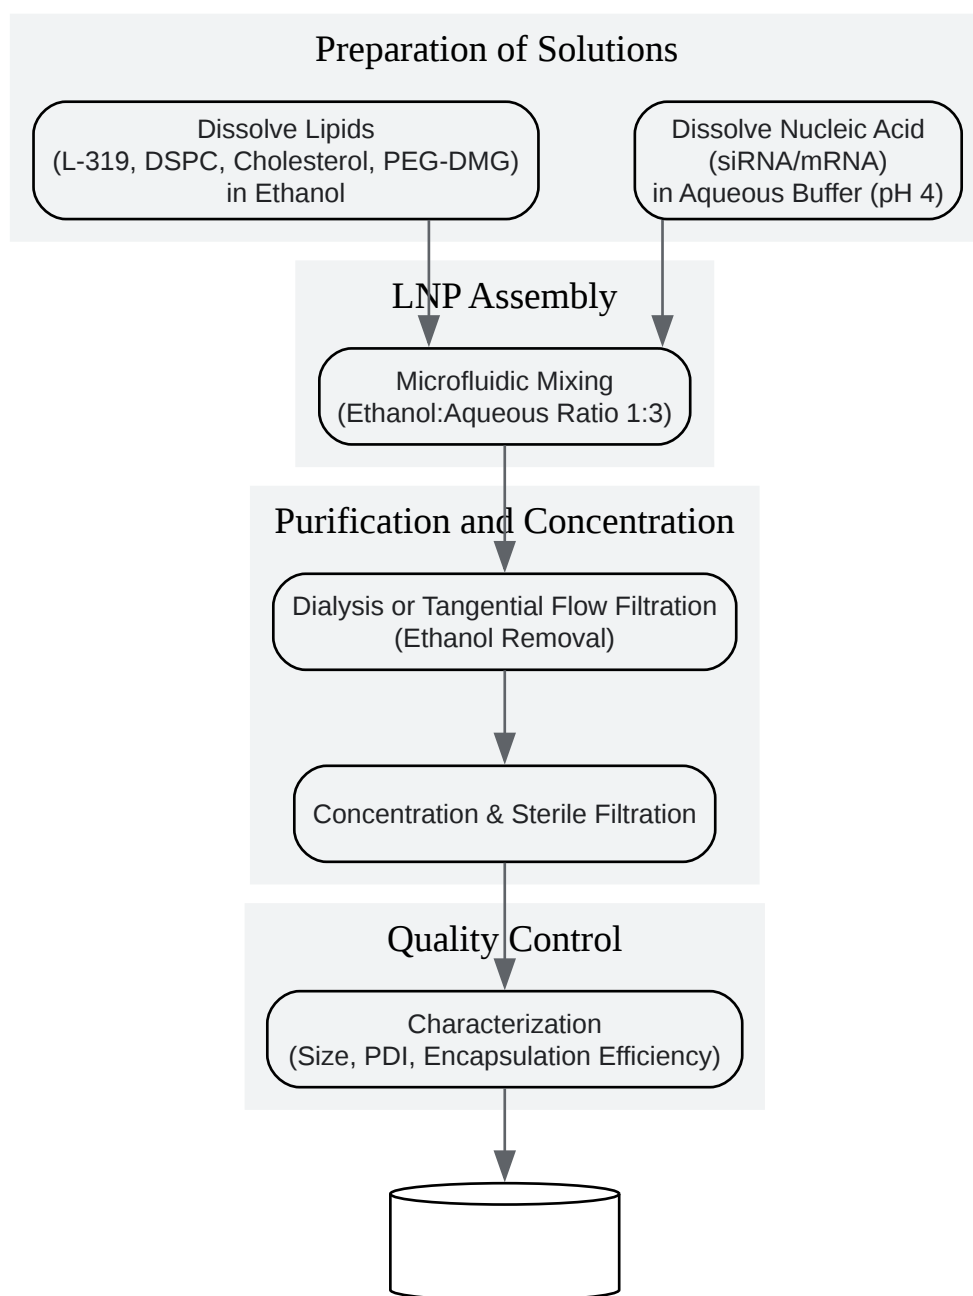 Preparation of Solutions
Dissolve Lipids
(L-319, DSPC, Cholesterol, PEG-DMG)
in Ethanol
Dissolve Nucleic Acid
(siRNA/mRNA)
in Aqueous Buffer (pH 4)
LNP Assembly
Microfluidic Mixing
(Ethanol:Aqueous Ratio 1:3)
Purification and Concentration
Dialysis or Tangential Flow Filtration
(Ethanol Removal)
Concentration & Sterile Filtration
Quality Control
Characterization
(Size, PDI, Encapsulation Efficiency)